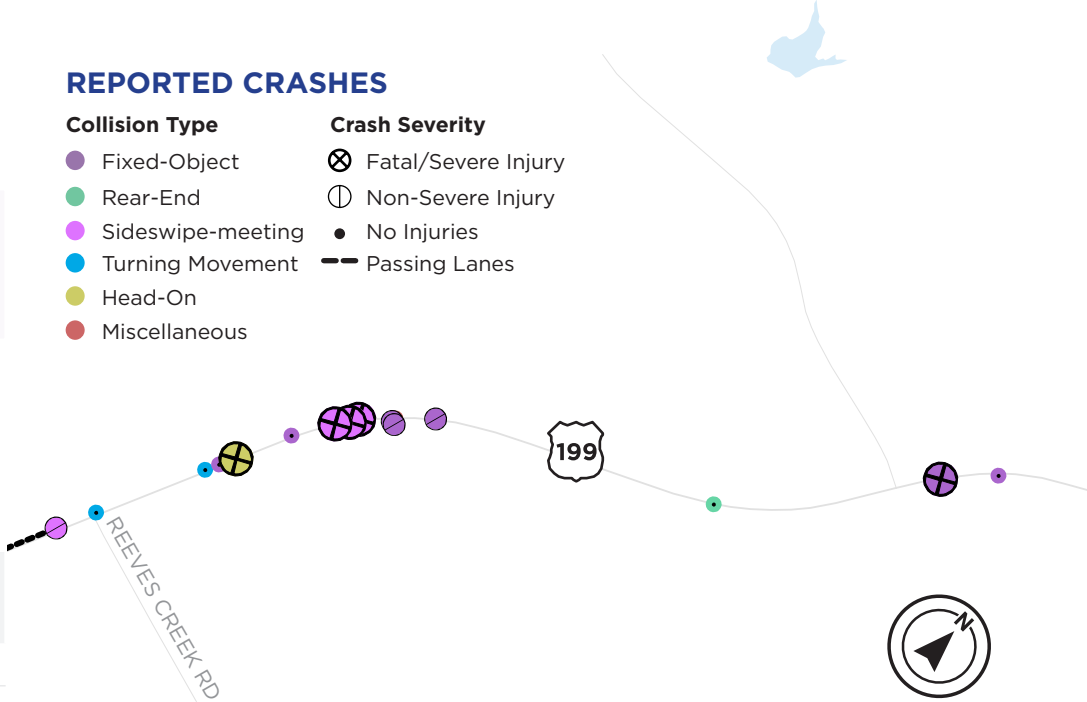 REPORTED CRASHES
Collision Type
Crash Severity
Fixed-Object
Fatal/Severe Injury
Rear-End
Non-Severe Injury
Sideswipe-meeting
No Injuries
Turning Movement
Passing Lanes
Head-On
Miscellaneous
199
REEVES CREEK RD
N